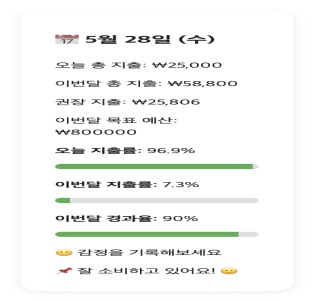 17 5월 28일 (수)
오늘 총 지출: ₩25,000
이번달 총 지출: ₩58,800
권장 지출: ₩25,806
이번달 목표 예산:
₩800000
오늘 지출률: 96.9%
이번달 지출률: 7.3%
이번달 경과율: 90%
감정을 기록해보세요
잘 소비하고 있어요!